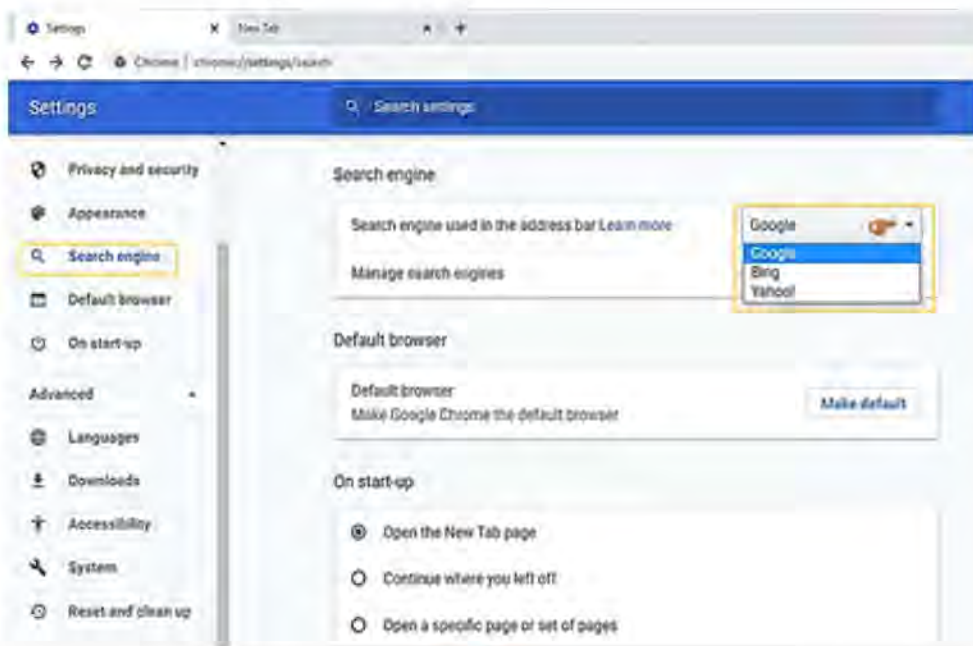 Settings
New Tab
Chrome | chrome://settings/search
Settings
Search settings
Privacy and security
Appearance
Search engine
Default browser
On start-up
Advanced
Languages
Downloads
Accessibility
System
Reset and clean up
Search engine
Search engine used in the address bar Learn more
Google
Google
Bing
Yahoo!
Manage search engines
Default browser
Default browser
Make Google Chrome the default browser
Make default
On start-up
Open the New Tab page
Continue where you left off
Open a specific page or set of pages